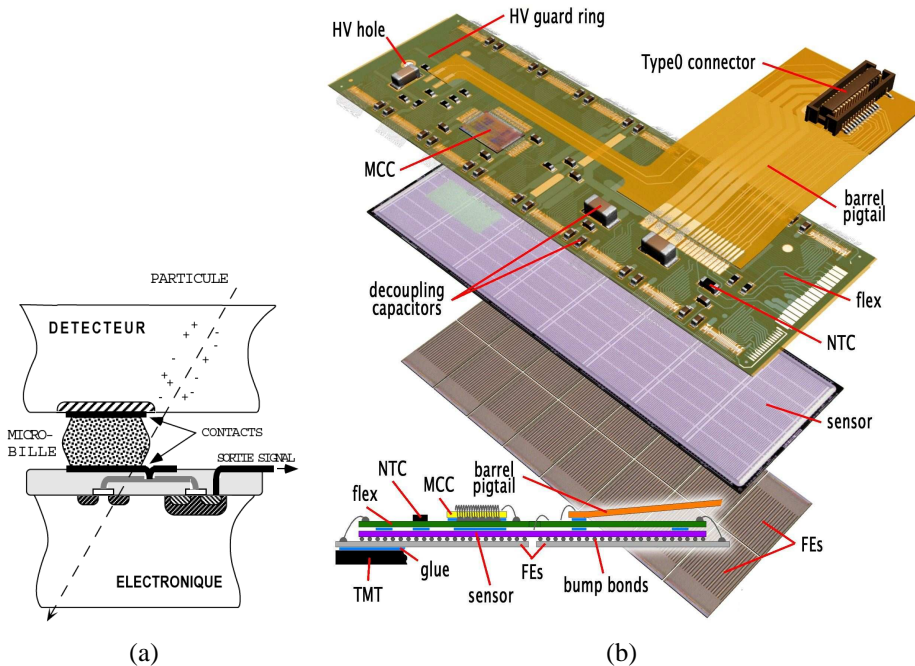 PARTICULE
DETECTEUR
MICRO-
BILLE
CONTACTS
SORTIE SIGNAL
ELECTRONIQUE
(a)
HV guard ring
HV hole
Type0 connector
MCC
barrel
pigtail
decoupling
capacitors
flex
NTC
sensor
barrel
pigtail
NTC
MCC
flex
FEs
glue
FEs
sensor
bump bonds
TMT
(b)